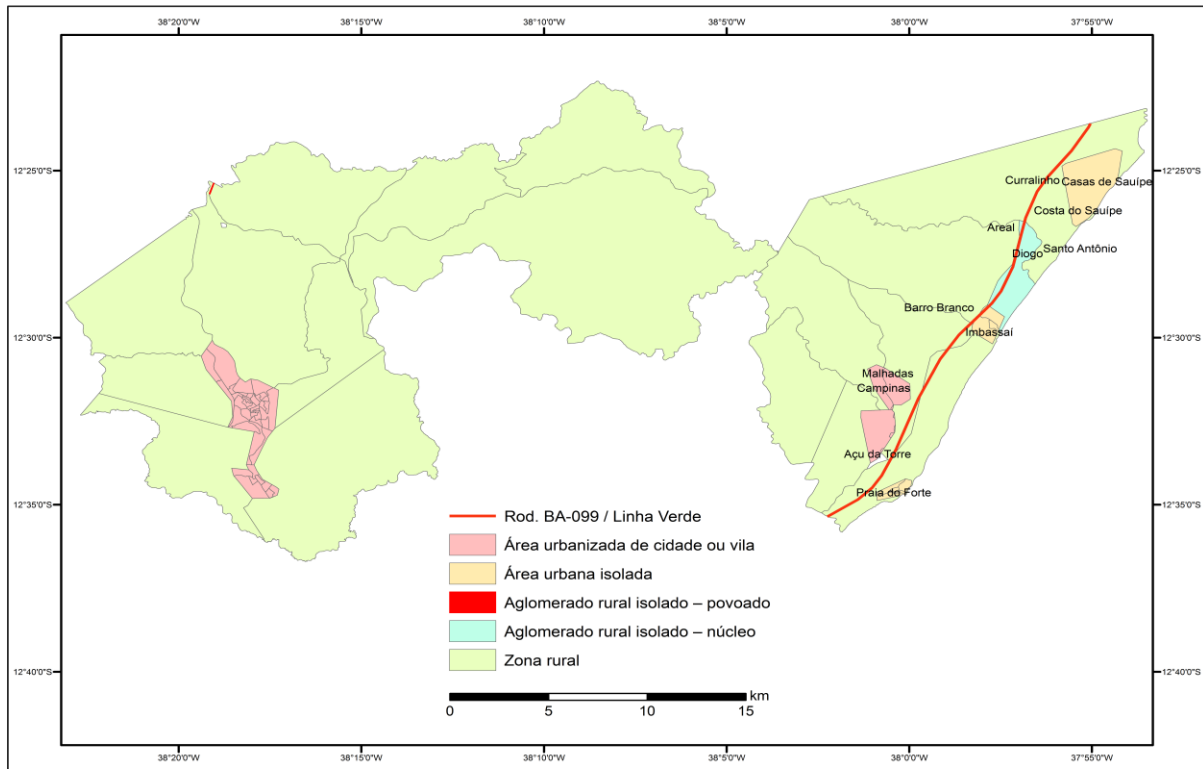 38°20'0"W
38°15'0"W
38°10'0"W
38°5'0"W
38°0'0"W
37°55'0"W
12°25'0"S
12°25'0"S
Curralinho
Casas de Sauípe
Costa do Sauípe
Areal
Santo Antônio
Diogo
Barro Branco
12°30'0"S
12°30'0"S
Imbassaí
Malhadas
Campinas
Açu da Torre
Praia do Forte
12°35'0"S
12°35'0"S
Rod. BA-099 / Linha Verde
Área urbanizada de cidade ou vila
Área urbana isolada
Aglomerado rural isolado – povoado
Aglomerado rural isolado – núcleo
Zona rural
12°40'0"S
12°40'0"S
km
0 5 10 15
38°20'0"W
38°15'0"W
38°10'0"W
38°5'0"W
38°0'0"W
37°55'0"W